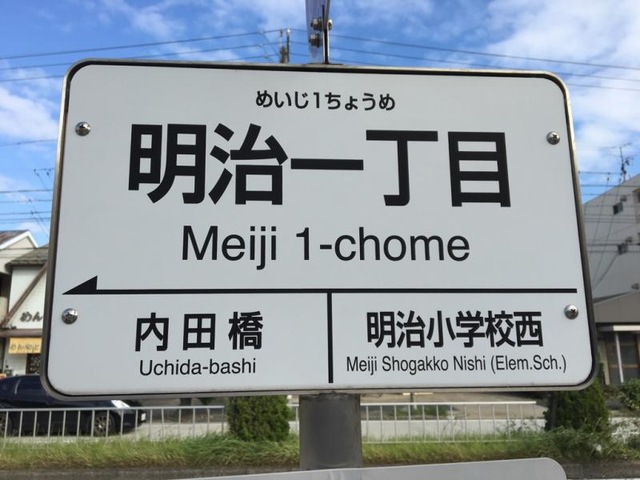 めいじ1ちょうめ
明治一丁目
Meiji 1-chome
内田橋
Uchida-bashi
明治小学校西
Meiji Shogakko Nishi (Elem.Sch.)